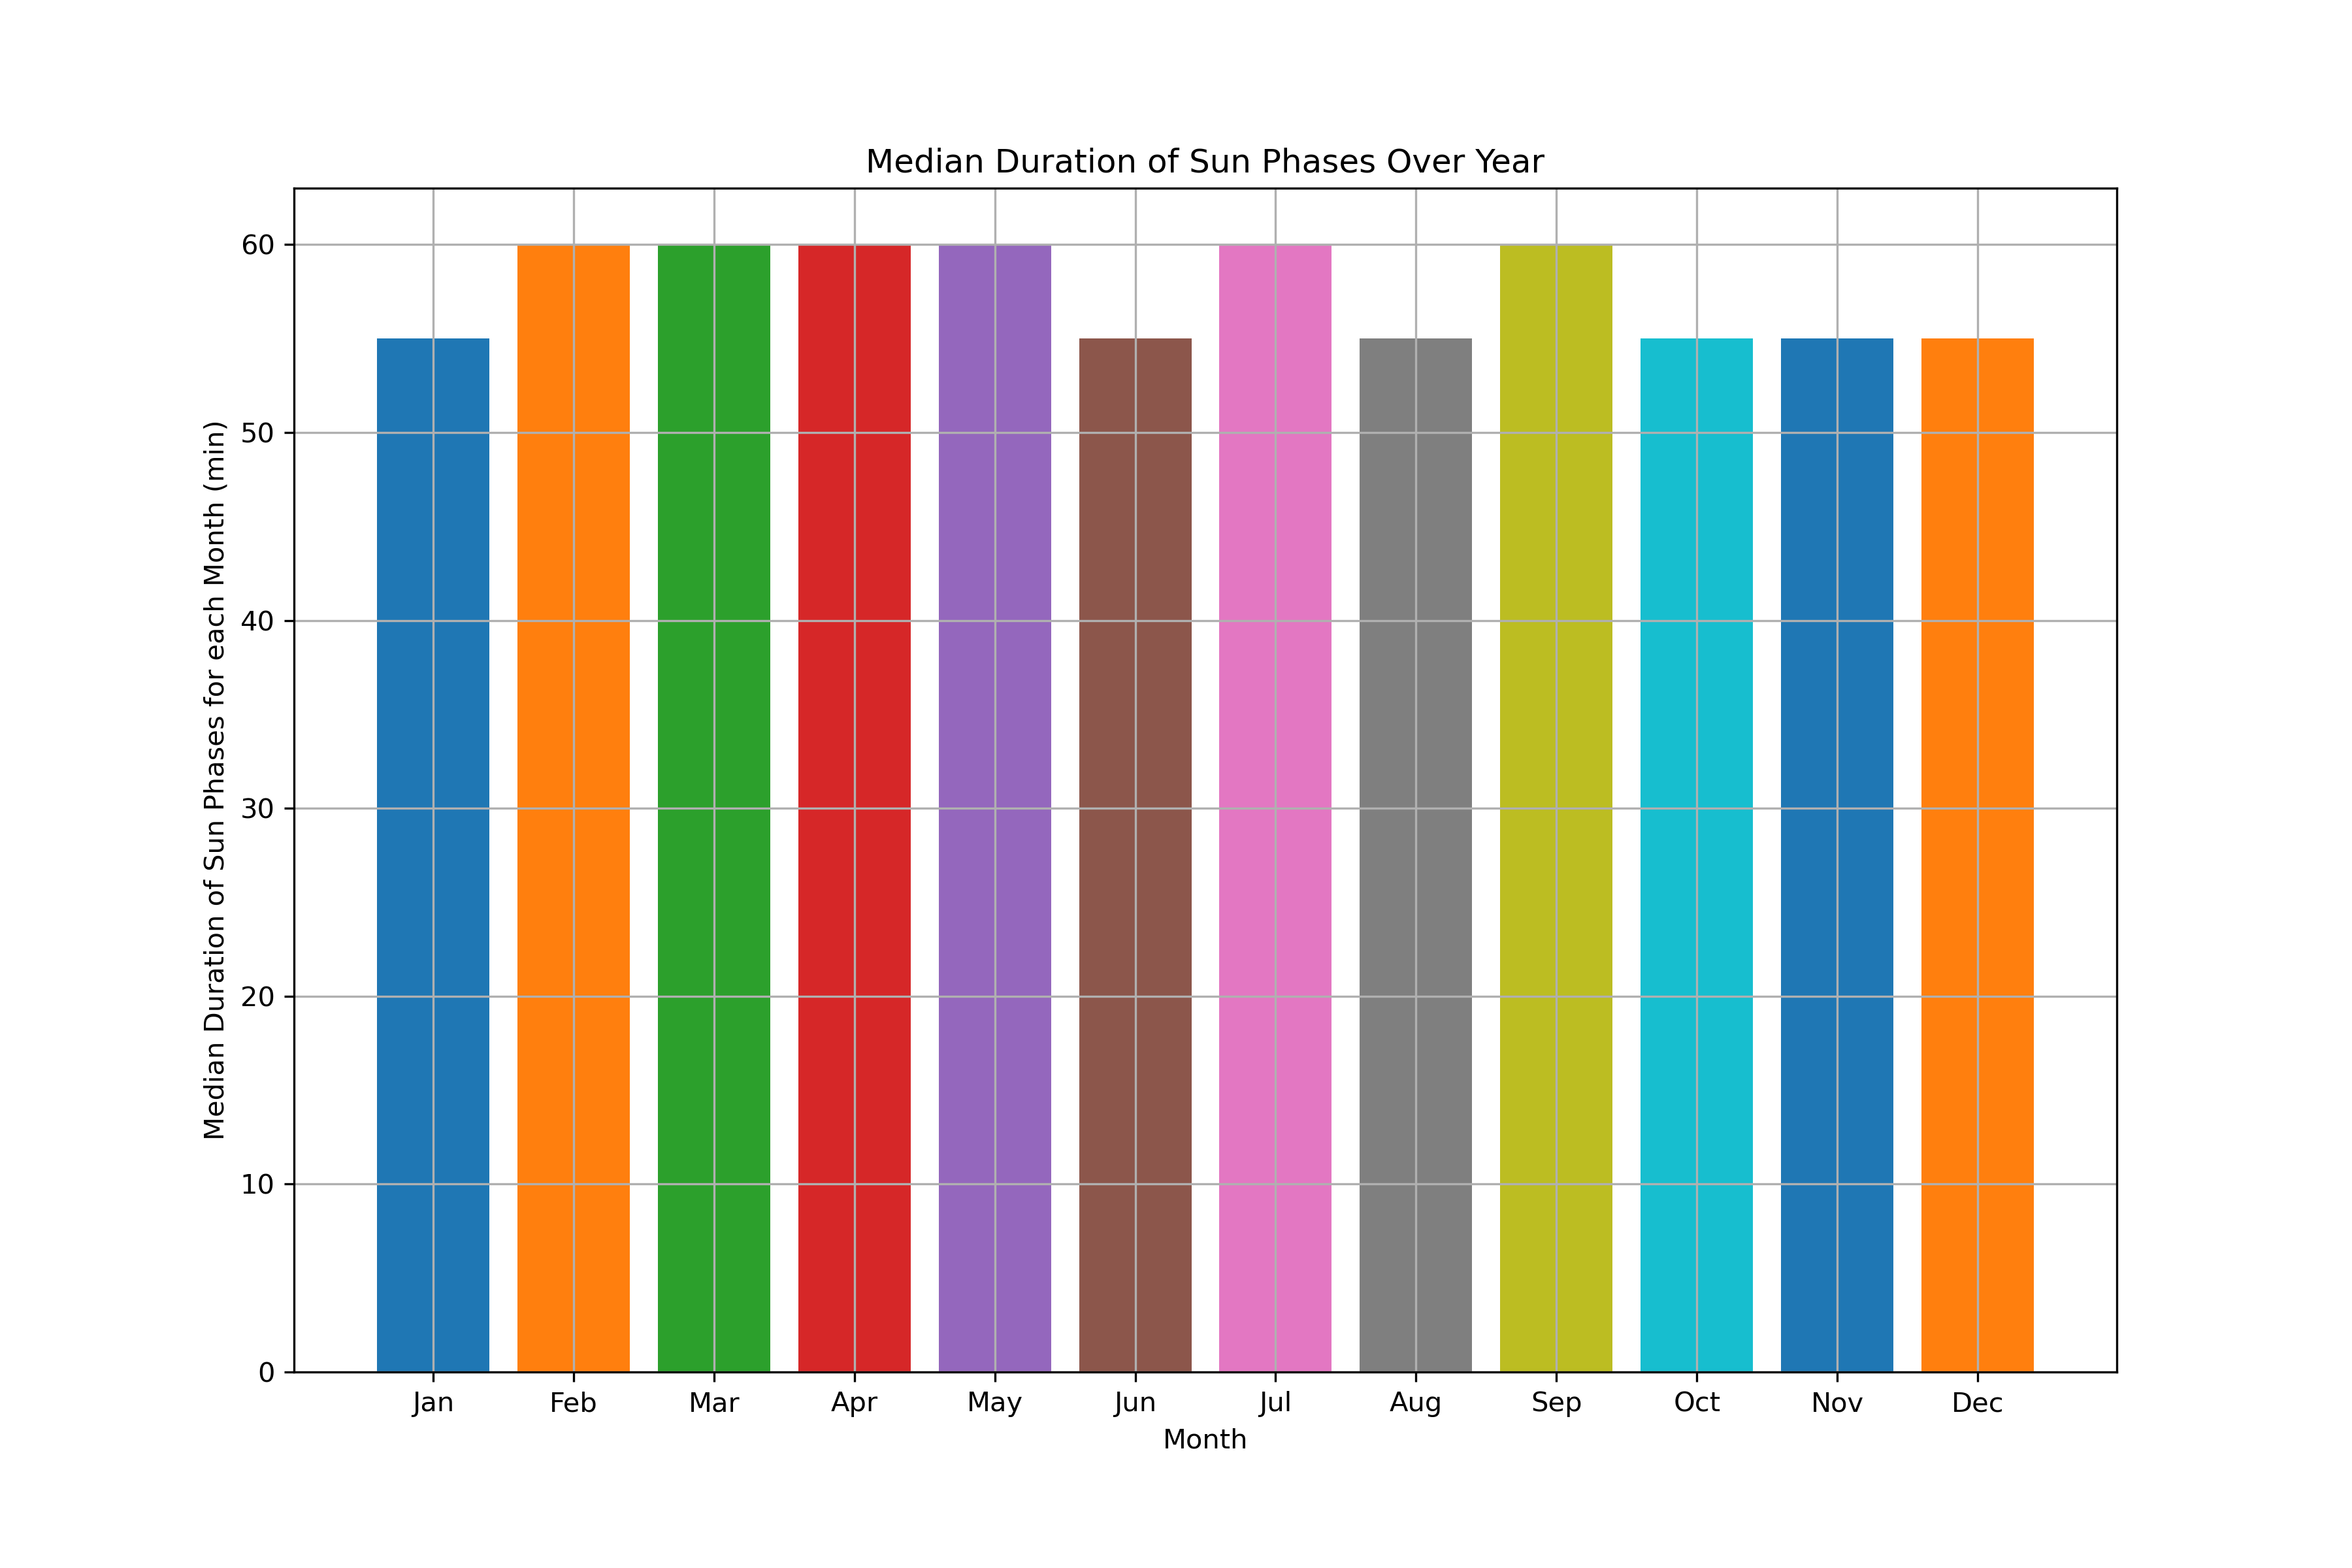 Median Duration of Sun Phases Over Year
Median Duration of Sun Phases for each Month (min)
60
50
40
30
20
10
0
Jan Feb Mar Apr May Jun Jul Aug Sep Oct Nov Dec
Month